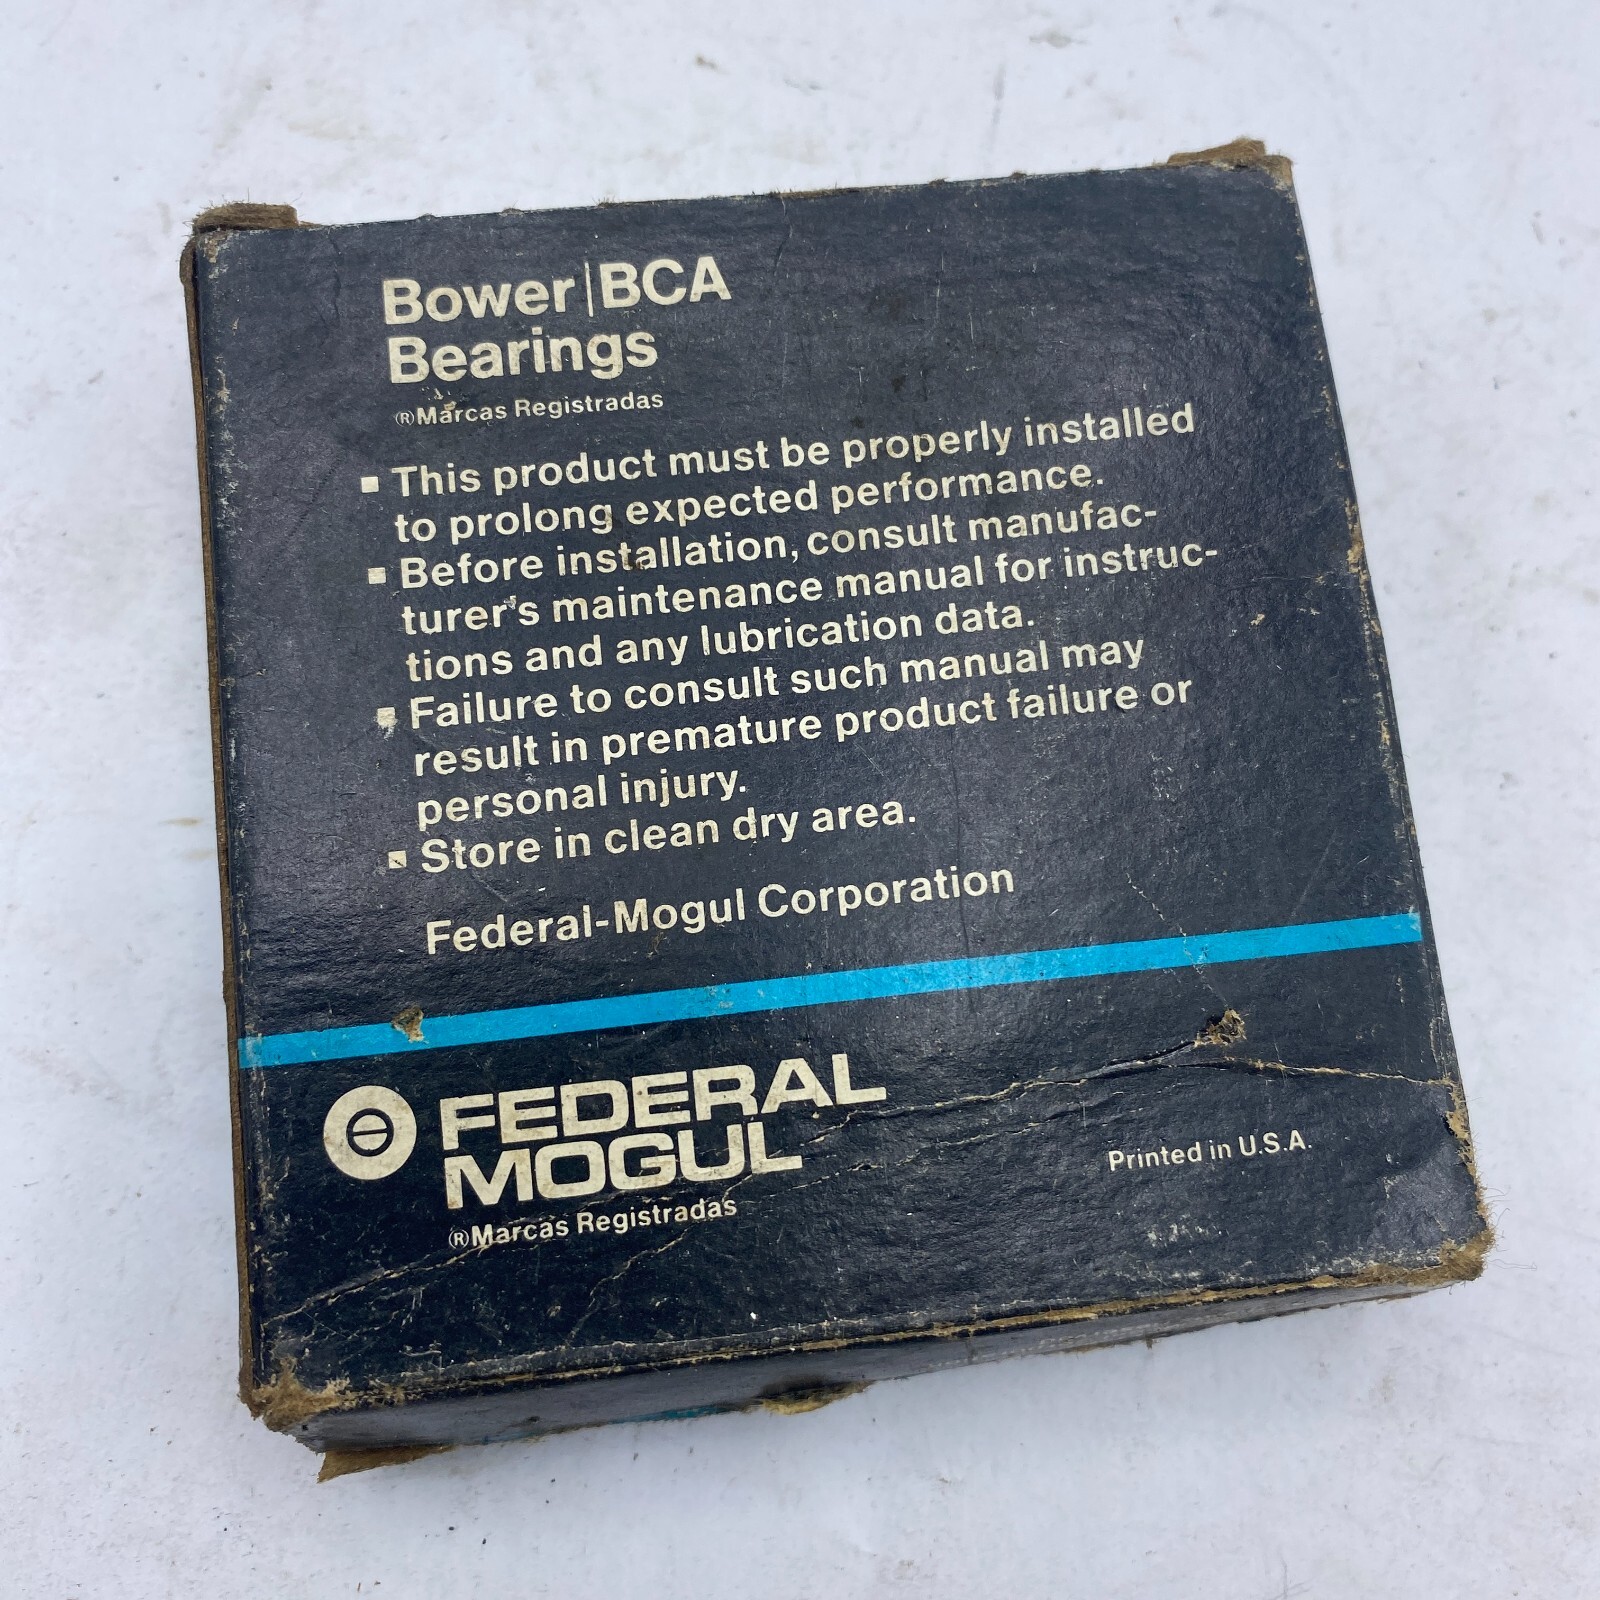 Bower|BCA
Bearings
®Marcas Registradas
▪ This product must be properly installed
to prolong expected performance.
▪ Before installation, consult manufac-
turer's maintenance manual for instruc-
tions and any lubrication data.
▪ Failure to consult such manual may
result in premature product failure or
personal injury.
▪ Store in clean dry area.
Federal-Mogul Corporation
FEDERAL
MOGUL
®Marcas Registradas
Printed in U.S.A.